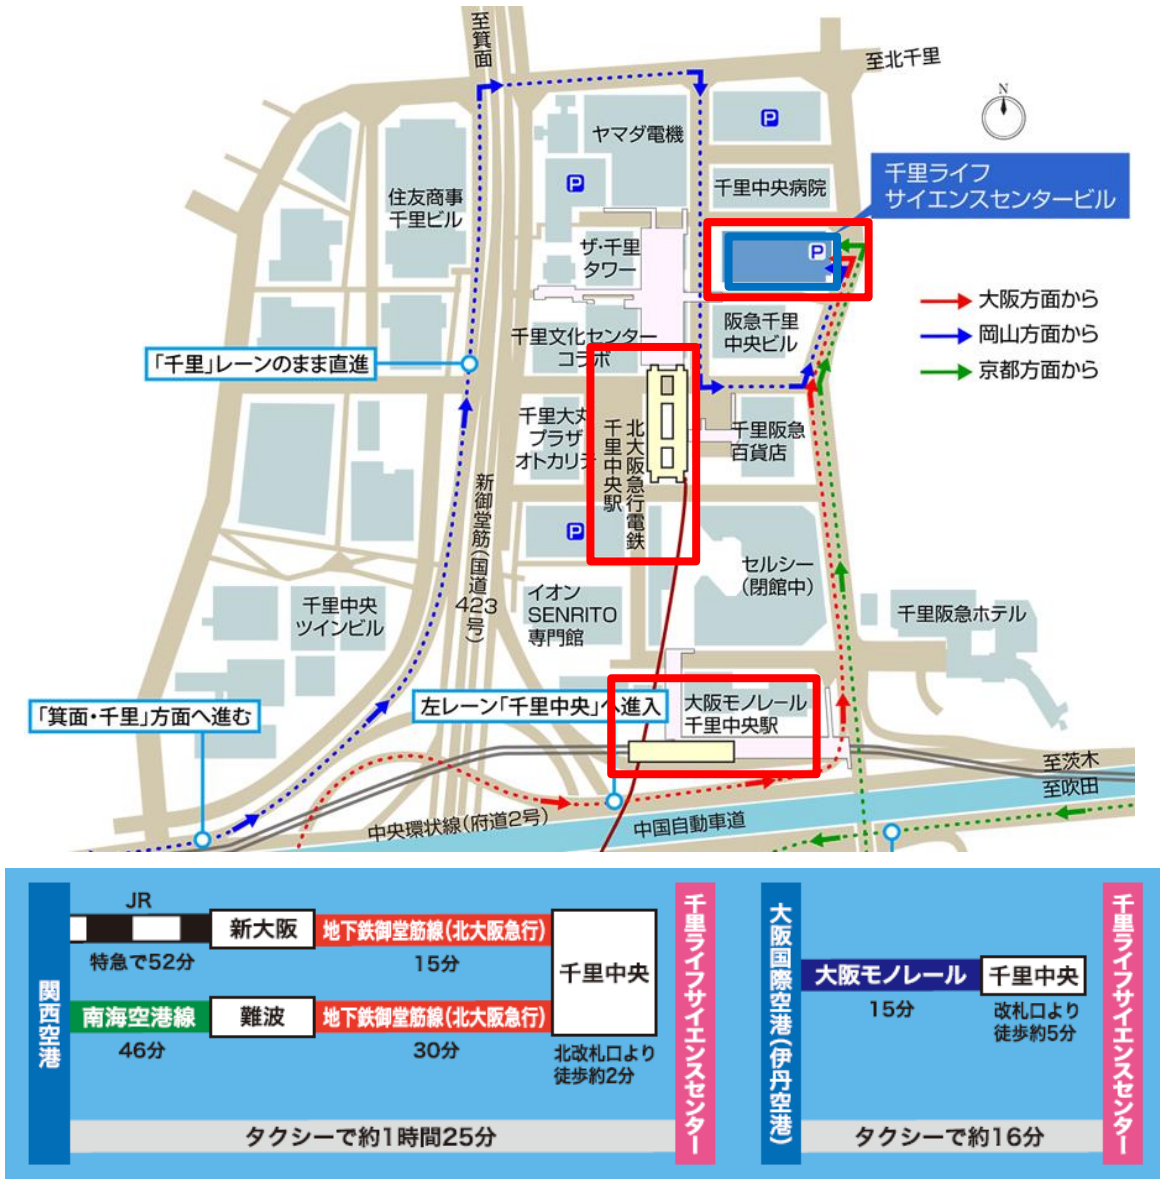 至箕面
至北千里
N
ヤマダ電機
P
千里ライフ
サイエンスセンタービル
住友商事
千里ビル
P
千里中央病院
ザ・千里
タワー
P
大阪方面から
岡山方面から
京都方面から
千里文化センター
コラボ
阪急千里
中央ビル
「千里」レーンのまま直進
千里大丸
プラザ
オトカリテ
北大阪急行電鉄
千里中央駅
千里阪急
百貨店
新御堂筋(国道423号)
P
セルシー
(閉館中)
千里中央
ツインビル
イオン
SENRITO
専門館
千里阪急ホテル
「箕面・千里」方面へ進む
左レーン「千里中央」へ進入
大阪モノレール
千里中央駅
至茨木
至吹田
中央環状線(府道2号)
中国自動車道
関西空港
JR
特急で52分
新大阪
地下鉄御堂筋線(北大阪急行)
15分
南海空港線
46分
難波
地下鉄御堂筋線(北大阪急行)
30分
千里中央
北改札口より
徒歩約2分
千里ライフサイエンスセンター
タクシーで約1時間25分
大阪国際空港(伊丹空港)
大阪モノレール
15分
千里中央
改札口より
徒歩約5分
千里ライフサイエンスセンター
タクシーで約16分